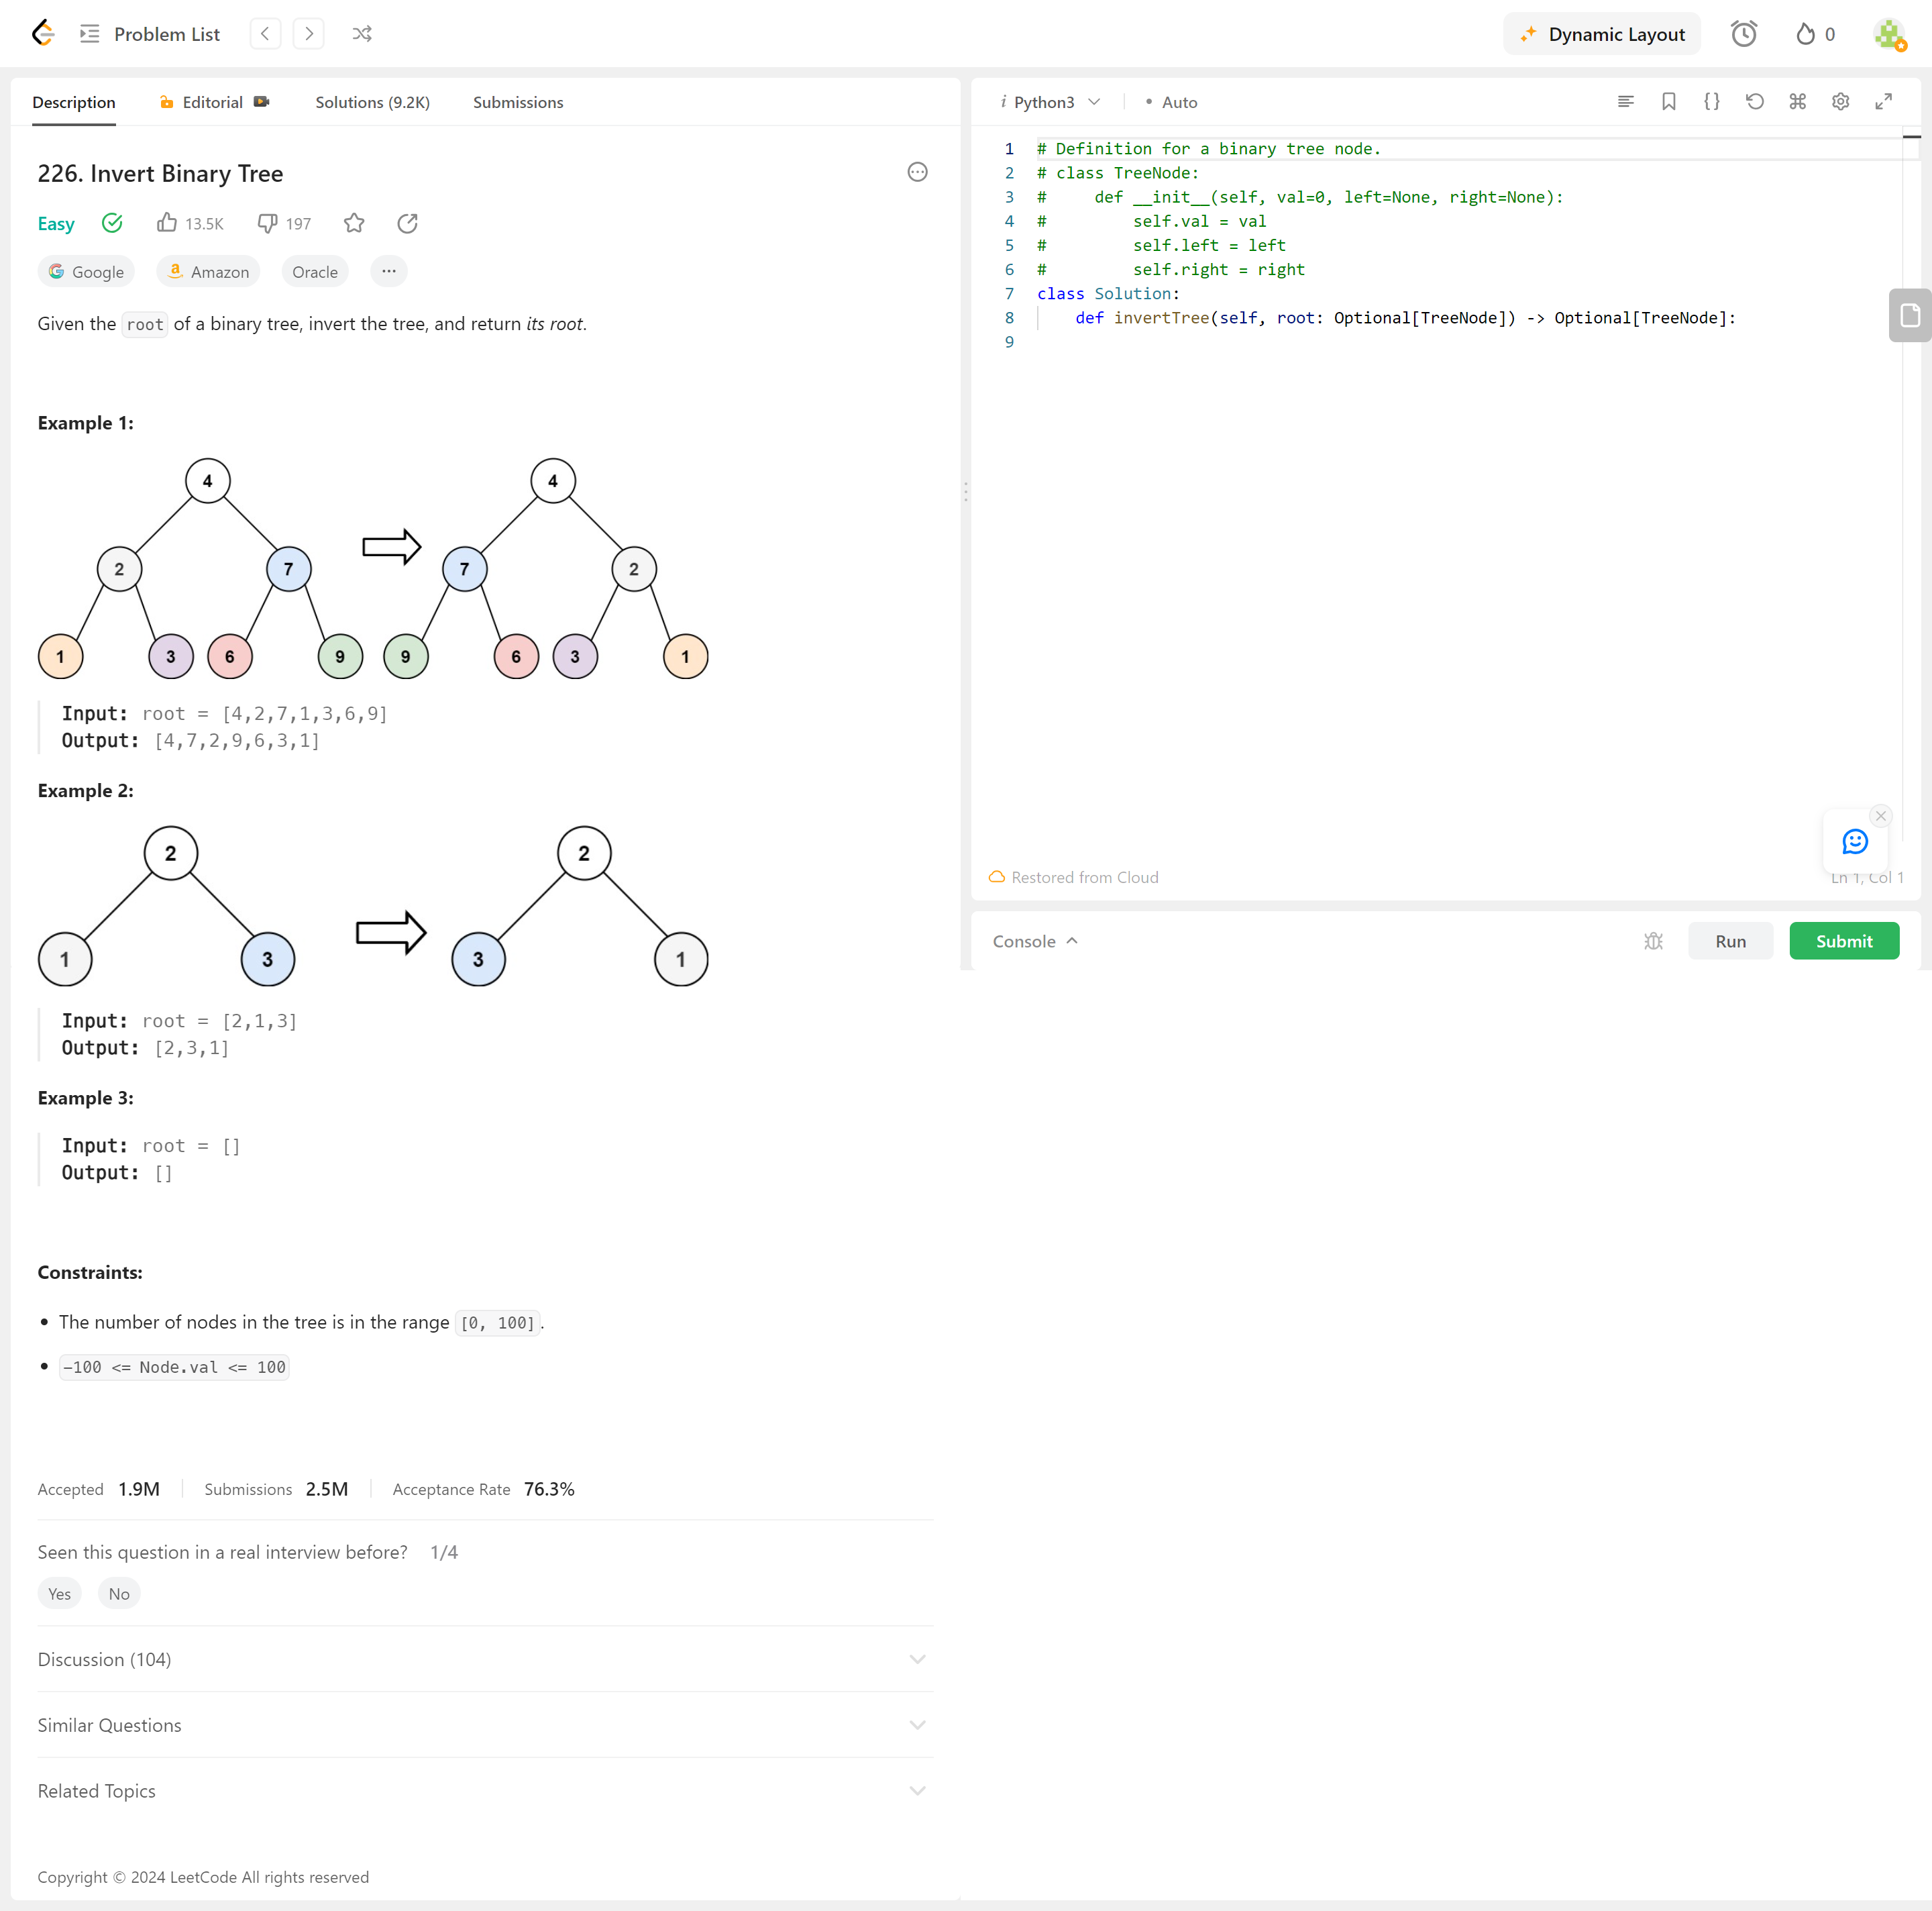 Problem List
Dynamic Layout
0
Description
Editorial
Solutions (9.2K)
Submissions
226. Invert Binary Tree
Easy
13.5K
197
Google
Amazon
Oracle
Given the root of a binary tree, invert the tree, and return its root.
Example 1:
4
4
2
7
7
2
1
3
6
9
9
6
3
1
Input: root = [4,2,7,1,3,6,9]
Output: [4,7,2,9,6,3,1]
Example 2:
2
2
1
3
3
1
Input: root = [2,1,3]
Output: [2,3,1]
Example 3:
Input: root = []
Output: []
Constraints:
• The number of nodes in the tree is in the range [0, 100].
• -100 <= Node.val <= 100
Accepted 1.9M
Submissions 2.5M
Acceptance Rate 76.3%
Seen this question in a real interview before? 1/4
Yes
No
Discussion (104)
Similar Questions
Related Topics
Copyright © 2024 LeetCode All rights reserved
i Python3
• Auto
1 # Definition for a binary tree node.
2 # class TreeNode:
3 #     def __init__(self, val=0, left=None, right=None):
4 #         self.val = val
5 #         self.left = left
6 #         self.right = right
7 class Solution:
8     def invertTree(self, root: Optional[TreeNode]) -> Optional[TreeNode]:
9
Restored from Cloud
Ln 1, Col 1
Console
Run
Submit